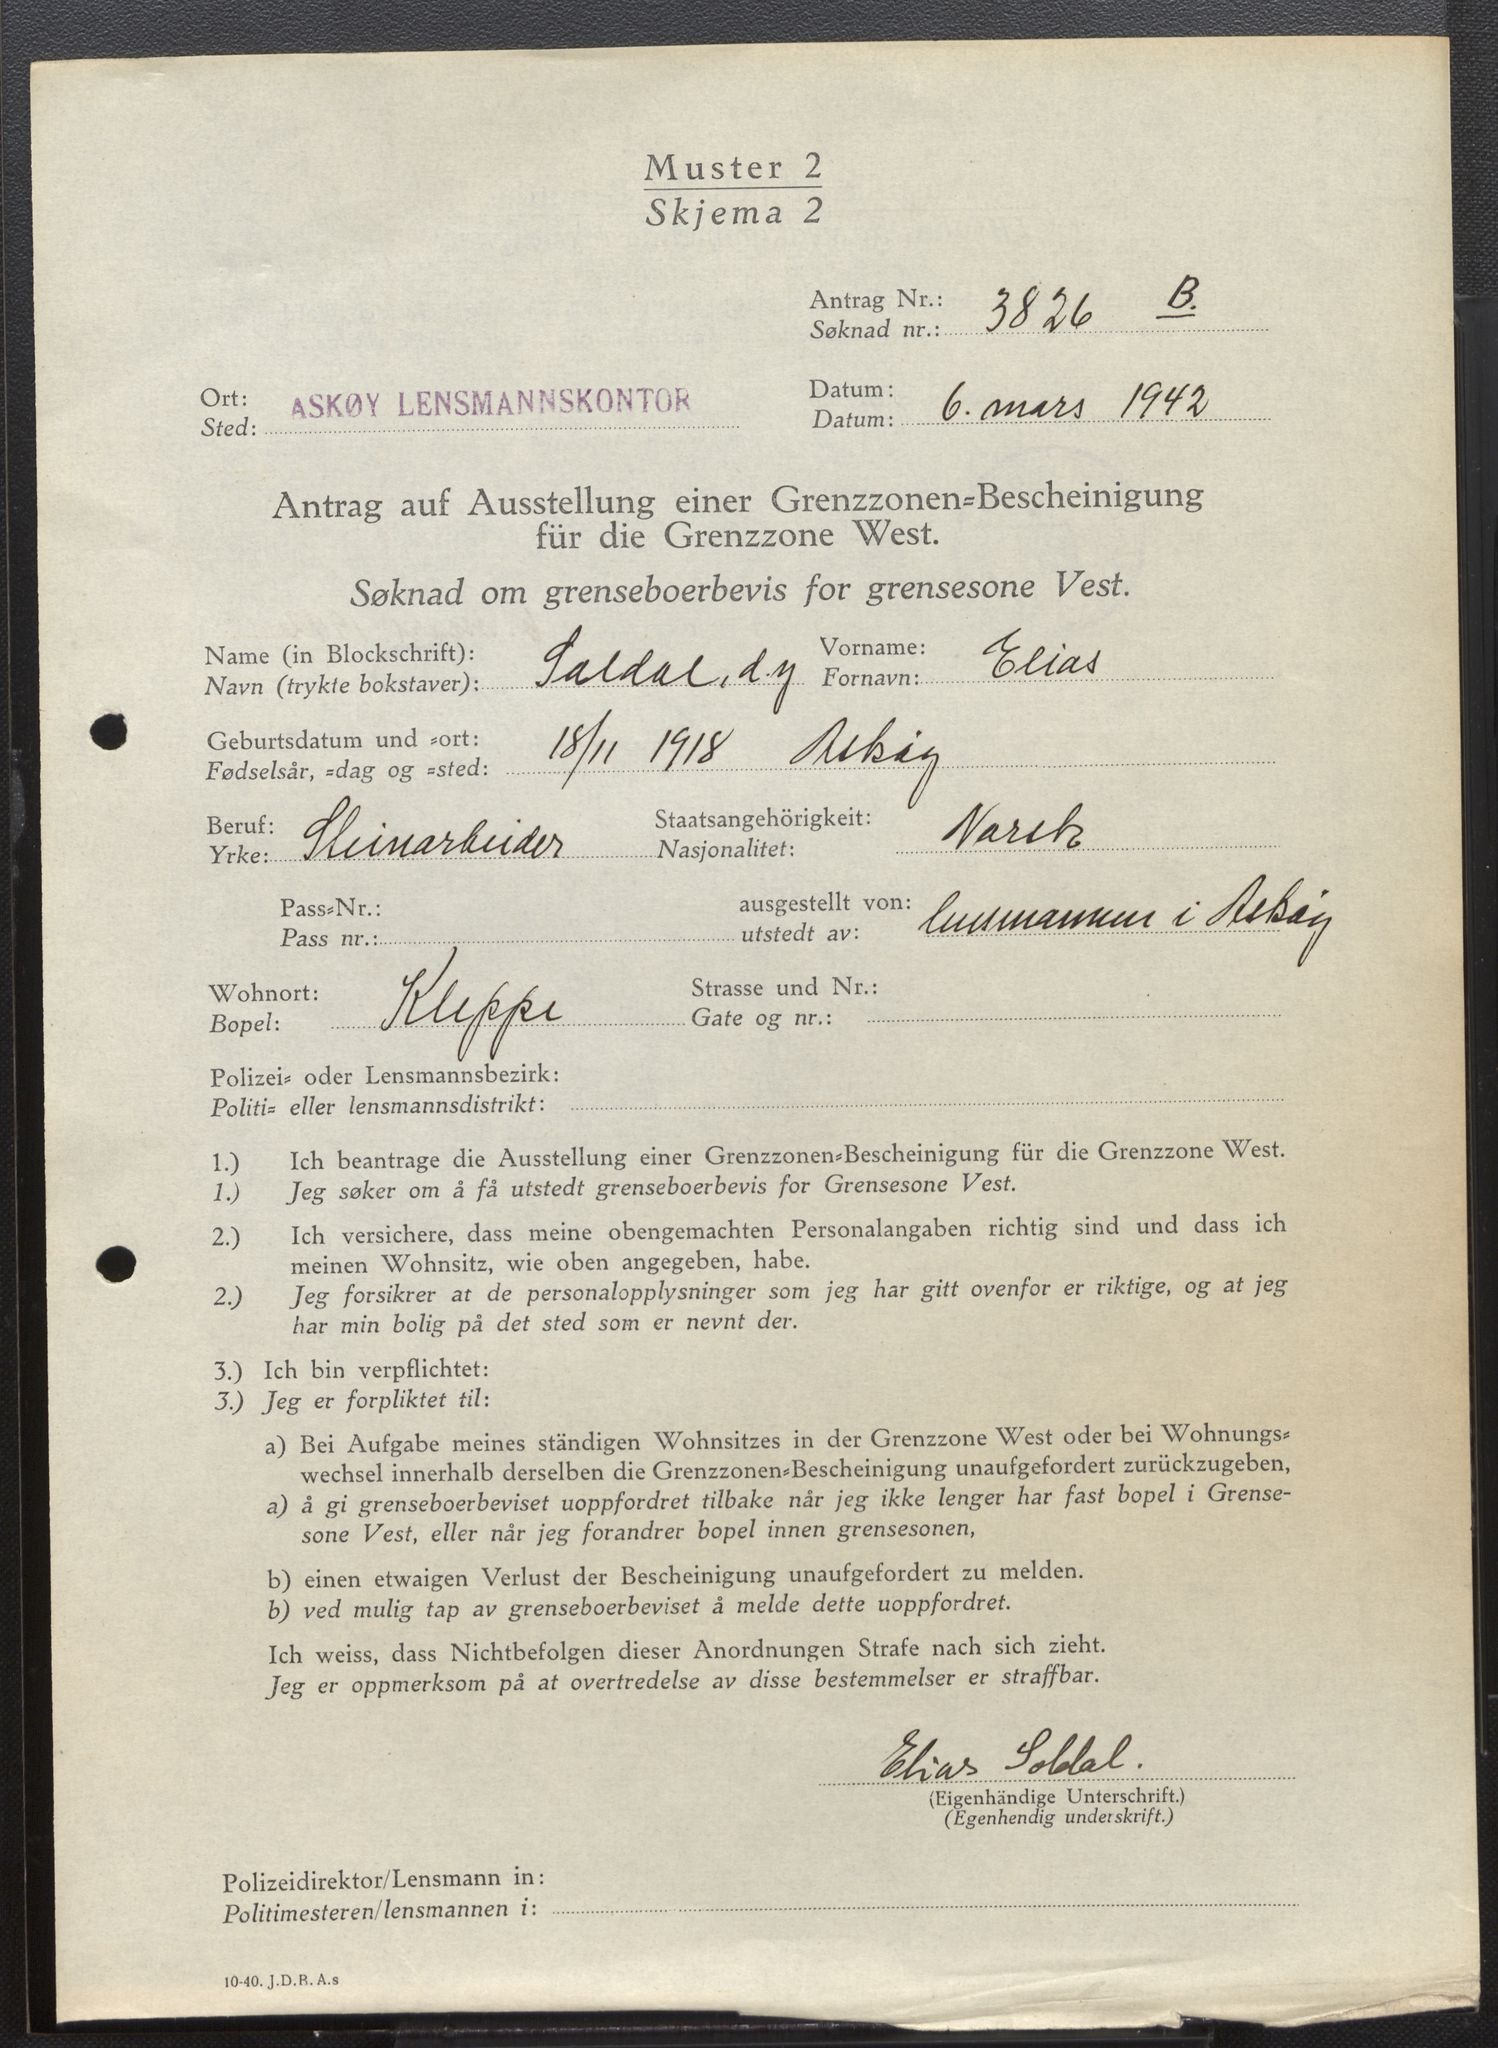 Muster 2
Skjema 2
Antrag Nr.:
Søknad nr.: 3826 B.
Ort:
Sted: ASKØY LENSMANNSKONTOR
Datum:
Datum: 6. mars 1942
Antrag auf Ausstellung einer Grenzzonen=Bescheinigung
für die Grenzzone West.
Søknad om grenseboerbevis for grensesone Vest.
Name (in Blockschrift):
Navn (trykte bokstaver): Soldal, d.y
Vorname:
Fornavn: Elias
Geburtsdatum und =ort:
Fødselsår, =dag og =sted: 18/11 1918 Askøy
Beruf:
Yrke: Steinarbeider
Staatsangehörigkeit:
Nasjonalitet: Norsk
Pass=Nr.:
Pass nr.:
ausgestellt von:
utstedt av: lensmannen i Askøy
Wohnort:
Bopel: Kleppe
Strasse und Nr.:
Gate og nr.:
Polizei= oder Lensmannsbezirk:
Politi= eller lensmannsdistrikt:
1.) Ich beantrage die Ausstellung einer Grenzzonen=Bescheinigung für die Grenzzone West.
1.) Jeg søker om å få utstedt grenseboerbevis for Grensesone Vest.
2.) Ich versichere, dass meine obengemachten Personalangaben richtig sind und dass ich
meinen Wohnsitz, wie oben angegeben, habe.
2.) Jeg forsikrer at de personalopplysninger som jeg har gitt ovenfor er riktige, og at jeg
har min bolig på det sted som er nevnt der.
3.) Ich bin verpflichtet:
3.) Jeg er forpliktet til:
a) Bei Aufgabe meines ständigen Wohnsitzes in der Grenzzone West oder bei Wohnungs=
wechsel innerhalb derselben die Grenzzonen=Bescheinigung unaufgefordert zurückzugeben,
a) å gi grenseboerbeviset uoppfordret tilbake når jeg ikke lenger har fast bopel i Grense-
sone Vest, eller når jeg forandrer bopel innen grensesonen,
b) einen etwaigen Verlust der Bescheinigung unaufgefordert zu melden.
b) ved mulig tap av grenseboerbeviset å melde dette uoppfordret.
Ich weiss, dass Nichtbefolgen dieser Anordnungen Strafe nach sich zieht.
Jeg er oppmerksom på at overtredelse av disse bestemmelser er straffbar.
Elias Soldal.
(Eigenhändige Unterschrift.)
(Egenhendig underskrift.)
Polizeidirektor/Lensmann in:
Politimesteren/lensmannen i:
10-40. J.D.R. A.s